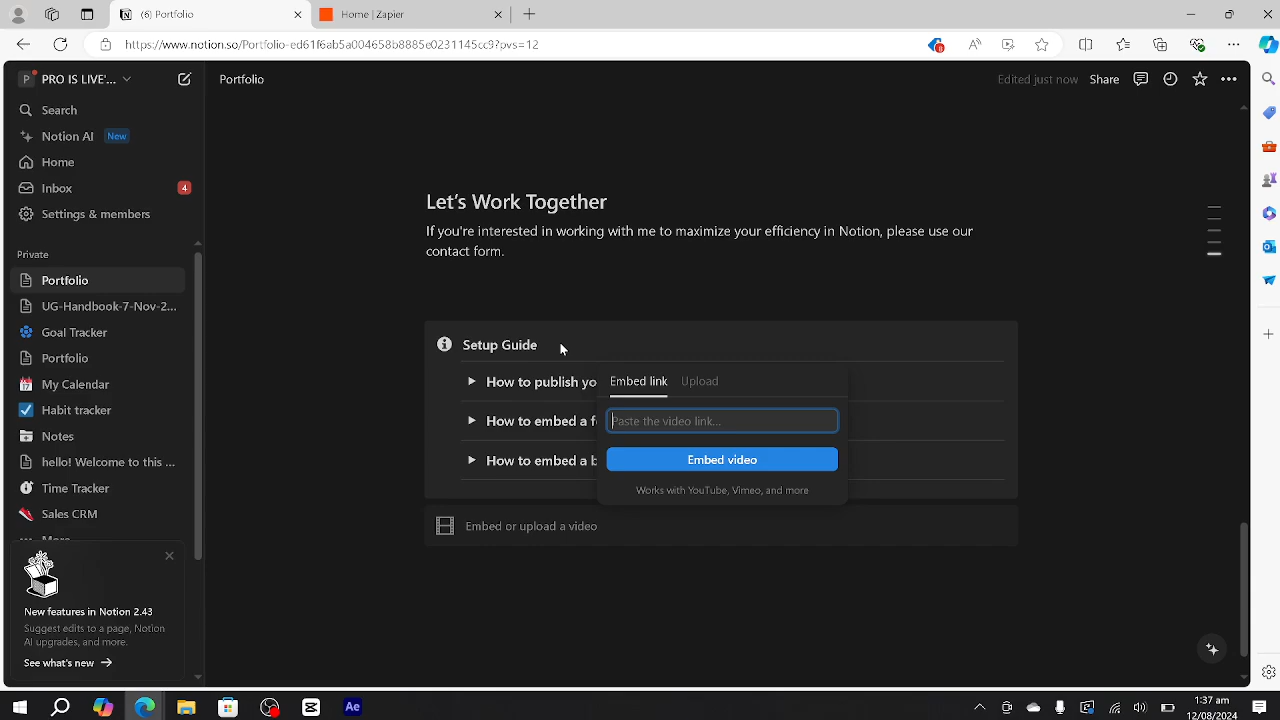 (6) Portfolio
Home | Zapier
https://www.notion.so/Portfolio-ed61f6ab5a004658b8885e0231145cc9?pvs=12
PRO IS LIVE'...
Portfolio
Edited just now
Share
Search
Notion AI New
Home
Inbox 4
Settings & members
Private
Portfolio
UG-Handbook-7-Nov-2...
Goal Tracker
Portfolio
My Calendar
Habit tracker
Notes
hello! Welcome to this ...
Time Tracker
Sales CRM
New features in Notion 2.43
Suggest edits to a page, Notion
AI upgrades, and more.
See what's new →
Let's Work Together
If you're interested in working with me to maximize your efficiency in Notion, please use our
contact form.
Setup Guide
How to publish yo
How to embed a f
How to embed a b
Embed link Upload
Paste the video link...
Embed video
Works with YouTube, Vimeo, and more
Embed or upload a video
Ae
1:37 am
12/08/2024